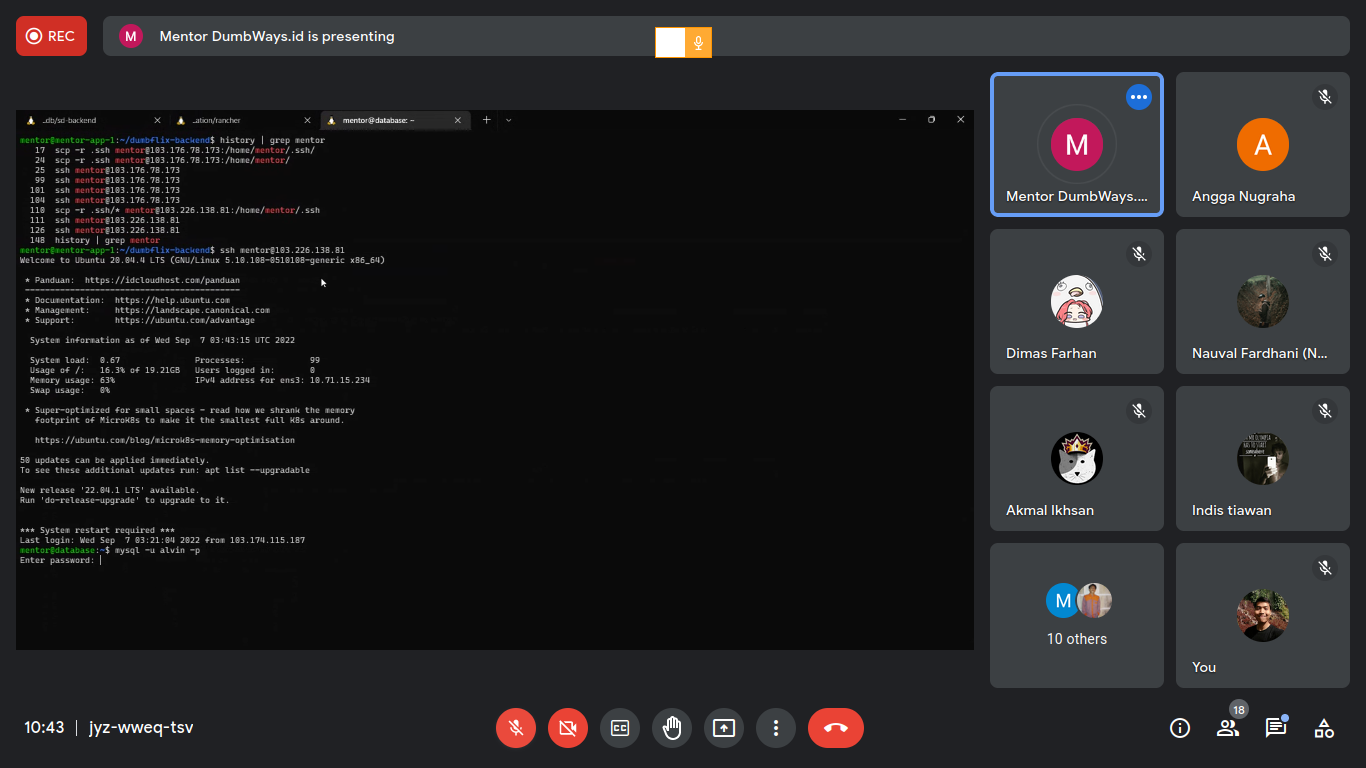 REC
M
Mentor DumbWays.id is presenting
..db/sd-backend
..ation/rancher
mentor@database: ~
mentor@mentor-app-1:~/dumbflix-backend$ history | grep mentor
17 scp -r .ssh mentor@103.176.78.173:/home/mentor/.ssh/
24 scp -r .ssh mentor@103.176.78.173:/home/mentor/
25 ssh mentor@103.176.78.173
99 ssh mentor@103.176.78.173
101 ssh mentor@103.176.78.173
104 ssh mentor@103.176.78.173
110 scp -r .ssh/* mentor@103.226.138.81:/home/mentor/.ssh
111 ssh mentor@103.226.138.81
126 ssh mentor@103.226.138.81
148 history | grep mentor
mentor@mentor-app-1:~/dumbflix-backend$ ssh mentor@103.226.138.81
Welcome to Ubuntu 20.04.4 LTS (GNU/Linux 5.10.108-0510108-generic x86_64)
* Panduan: https://idcloudhost.com/panduan
* Documentation: https://help.ubuntu.com
* Management: https://landscape.canonical.com
* Support: https://ubuntu.com/advantage
System information as of Wed Sep 7 03:43:15 UTC 2022
System load: 0.67 Processes: 99
Usage of /: 16.3% of 19.21GB Users logged in: 0
Memory usage: 63% IPv4 address for ens3: 10.71.15.234
Swap usage: 0%
* Super-optimized for small spaces - read how we shrank the memory
footprint of MicroK8s to make it the smallest full K8s around.
https://ubuntu.com/blog/microk8s-memory-optimisation
50 updates can be applied immediately.
To see these additional updates run: apt list --upgradable
New release '22.04.1 LTS' available.
Run 'do-release-upgrade' to upgrade to it.
*** System restart required ***
Last login: Wed Sep 7 03:21:04 2022 from 103.174.115.187
mentor@database:~$ mysql -u alvin -p
Enter password:
M
Mentor DumbWays....
A
Angga Nugraha
Dimas Farhan
Nauval Fardhani (N...
Akmal Ikhsan
Indis tiawan
M
10 others
You
10:43 | jyz-wweq-tsv
CC
18